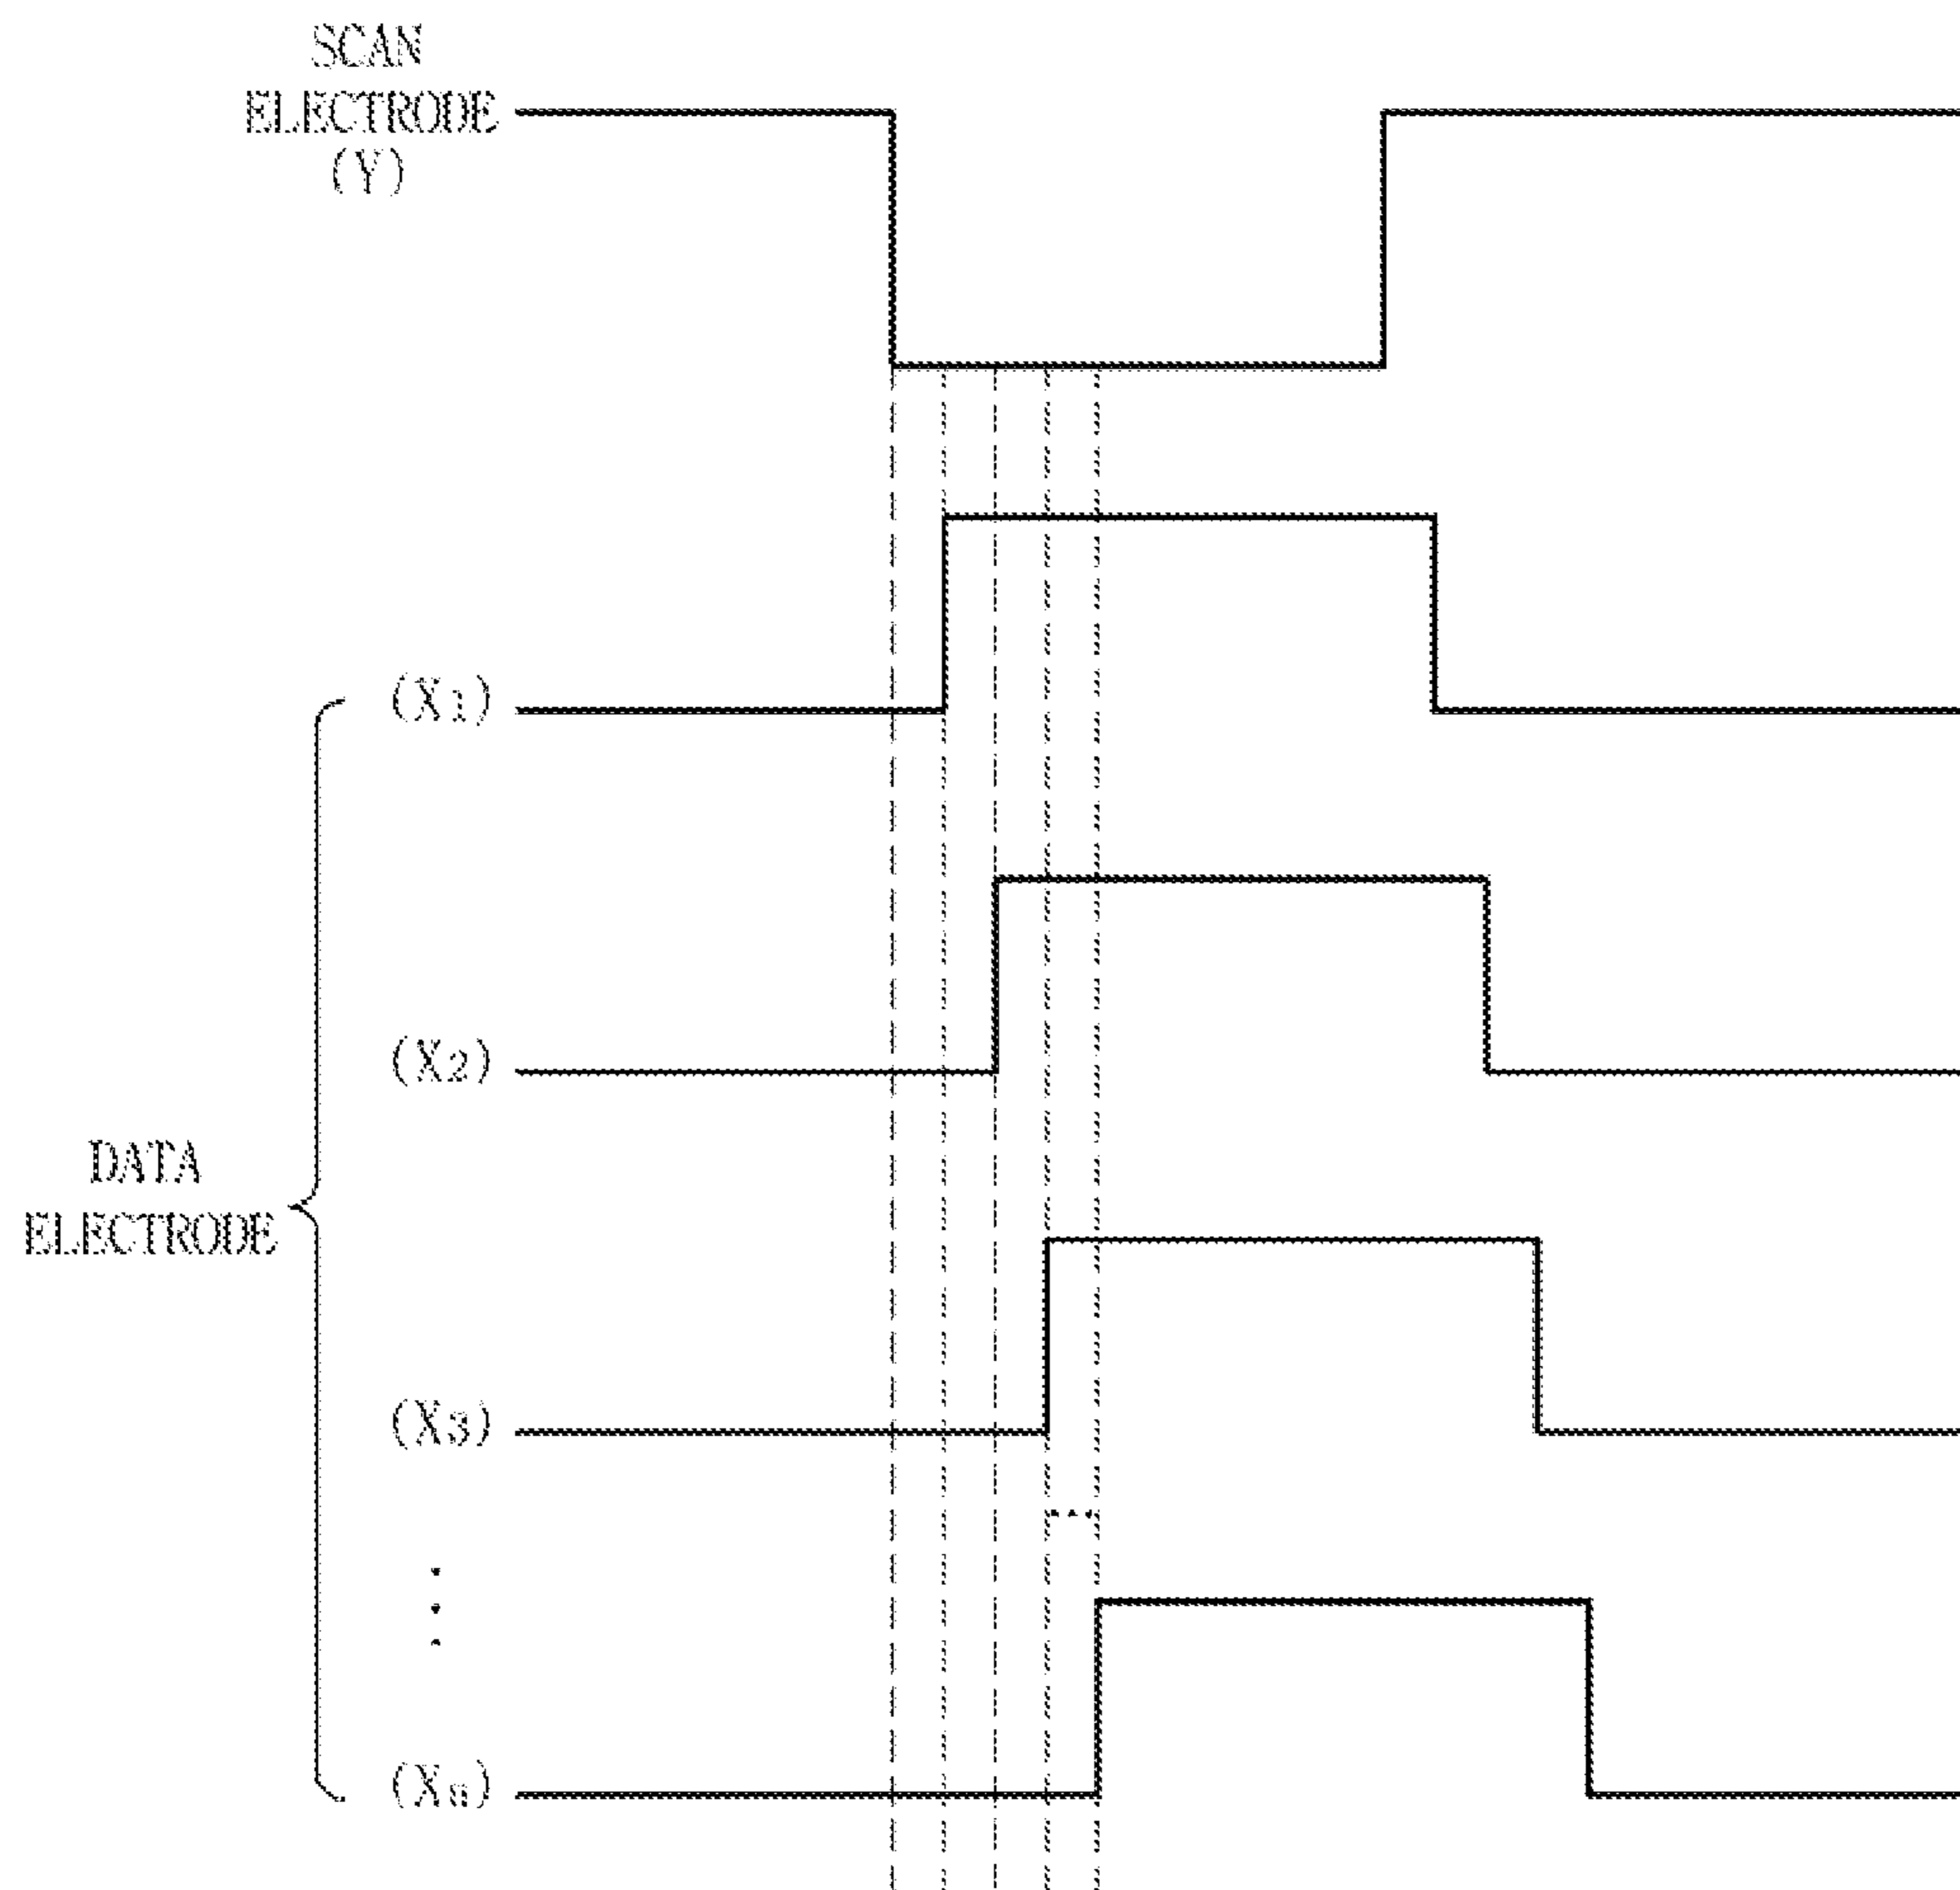 SCAN
ELECTRODE
(Y)
(X1)
(X2)
DATA
ELECTRODE
(X3)
(Xn)